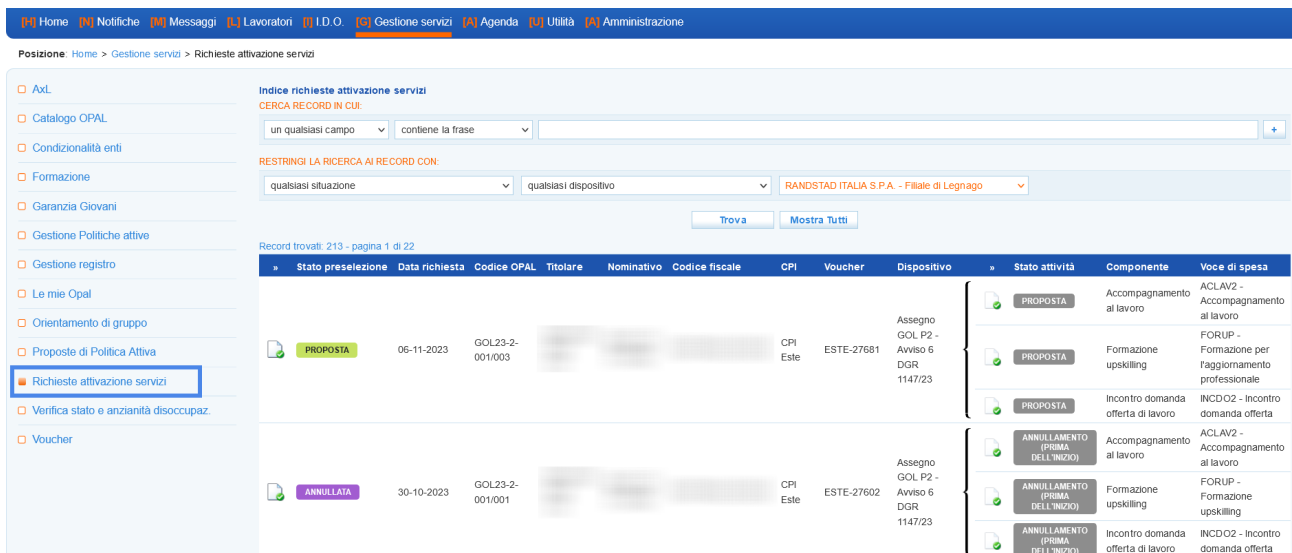 [H] Home [N] Notifiche [M] Messaggi [L] Lavoratori [I] I.D.O. [G] Gestione servizi [A] Agenda [U] Utilità [A] Amministrazione
Posizione: Home > Gestione servizi > Richieste attivazione servizi
AxL
Catalogo OPAL
Condizionalità enti
Formazione
Garanzia Giovani
Gestione Politiche attive
Gestione registro
Le mie Opal
Orientamento di gruppo
Proposte di Politica Attiva
Richieste attivazione servizi
Verifica stato e anzianità disoccupaz.
Voucher
Indice richieste attivazione servizi
CERCA RECORD IN CUI:
un qualsiasi campo contiene la frase +
RESTRINGI LA RICERCA AI RECORD CON:
qualsiasi situazione qualsiasi dispositivo RANDSTAD ITALIA S.P.A. - Filiale di Legnago
Trova Mostra Tutti
Record trovati: 213 - pagina 1 di 22
» Stato preselezione Data richiesta Codice OPAL Titolare Nominativo Codice fiscale CPI Voucher Dispositivo » Stato attività Componente Voce di spesa
PROPOSTA
06-11-2023
GOL23-2-
001/003
CPI
Este
ESTE-27681
Assegno
GOL P2 -
Avviso 6
DGR
1147/23
PROPOSTA
Accompagnamento
al lavoro
ACLAV2 -
Accompagnamento
al lavoro
PROPOSTA
Formazione
upskilling
FORUP -
Formazione per
l'aggiornamento
professionale
PROPOSTA
Incontro domanda
offerta di lavoro
INCDO2 - Incontro
domanda offerta
ANNULLATA
30-10-2023
GOL23-2-
001/001
CPI
Este
ESTE-27602
Assegno
GOL P2 -
Avviso 6
DGR
1147/23
ANNULLAMENTO
(PRIMA
DELL'INIZIO)
Accompagnamento
al lavoro
ACLAV2 -
Accompagnamento
al lavoro
ANNULLAMENTO
(PRIMA
DELL'INIZIO)
Formazione
upskilling
FORUP -
Formazione
upskilling
ANNULLAMENTO
(PRIMA
DELL'INIZIO)
Incontro domanda
offerta di lavoro
INCDO2 - Incontro
domanda offerta